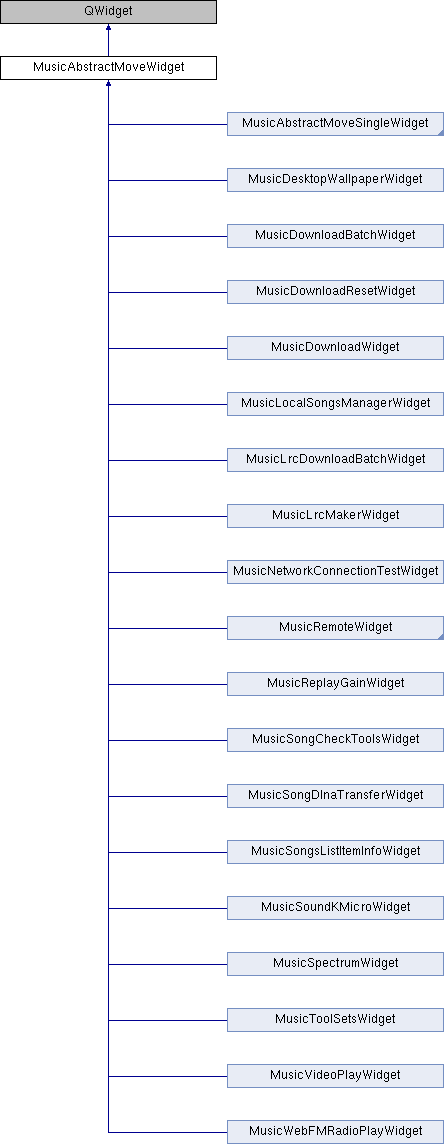 QWidget
MusicAbstractMoveWidget
MusicAbstractMoveSingleWidget
MusicDesktopWallpaperWidget
MusicDownloadBatchWidget
MusicDownloadResetWidget
MusicDownloadWidget
MusicLocalSongsManagerWidget
MusicLrcDownloadBatchWidget
MusicLrcMakerWidget
MusicNetworkConnectionTestWidget
MusicRemoteWidget
MusicReplayGainWidget
MusicSongCheckToolsWidget
MusicSongDlnaTransferWidget
MusicSongsListItemInfoWidget
MusicSoundKMicroWidget
MusicSpectrumWidget
MusicToolSetsWidget
MusicVideoPlayWidget
MusicWebFMRadioPlayWidget